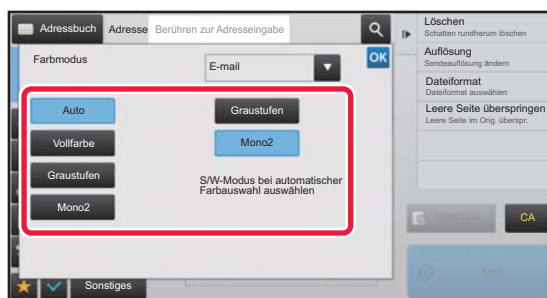 Adressbuch Adresse Berühren zur Adresseingabe
Farbmodus
E-mail
OK
Auto
Vollfarbe
Graustufen
Mono2
Graustufen
Mono2
S/W-Modus bei automatischer
Farbauswahl auswählen
Sonstiges
Löschen
Schatten rundherum löschen
Auflösung
Sendeauflösung ändern
Dateiformat
Dateiformat auswählen
Leere Seite überspringen
Leere Seite im Orig. überspr.
Vorschau
CA
Start